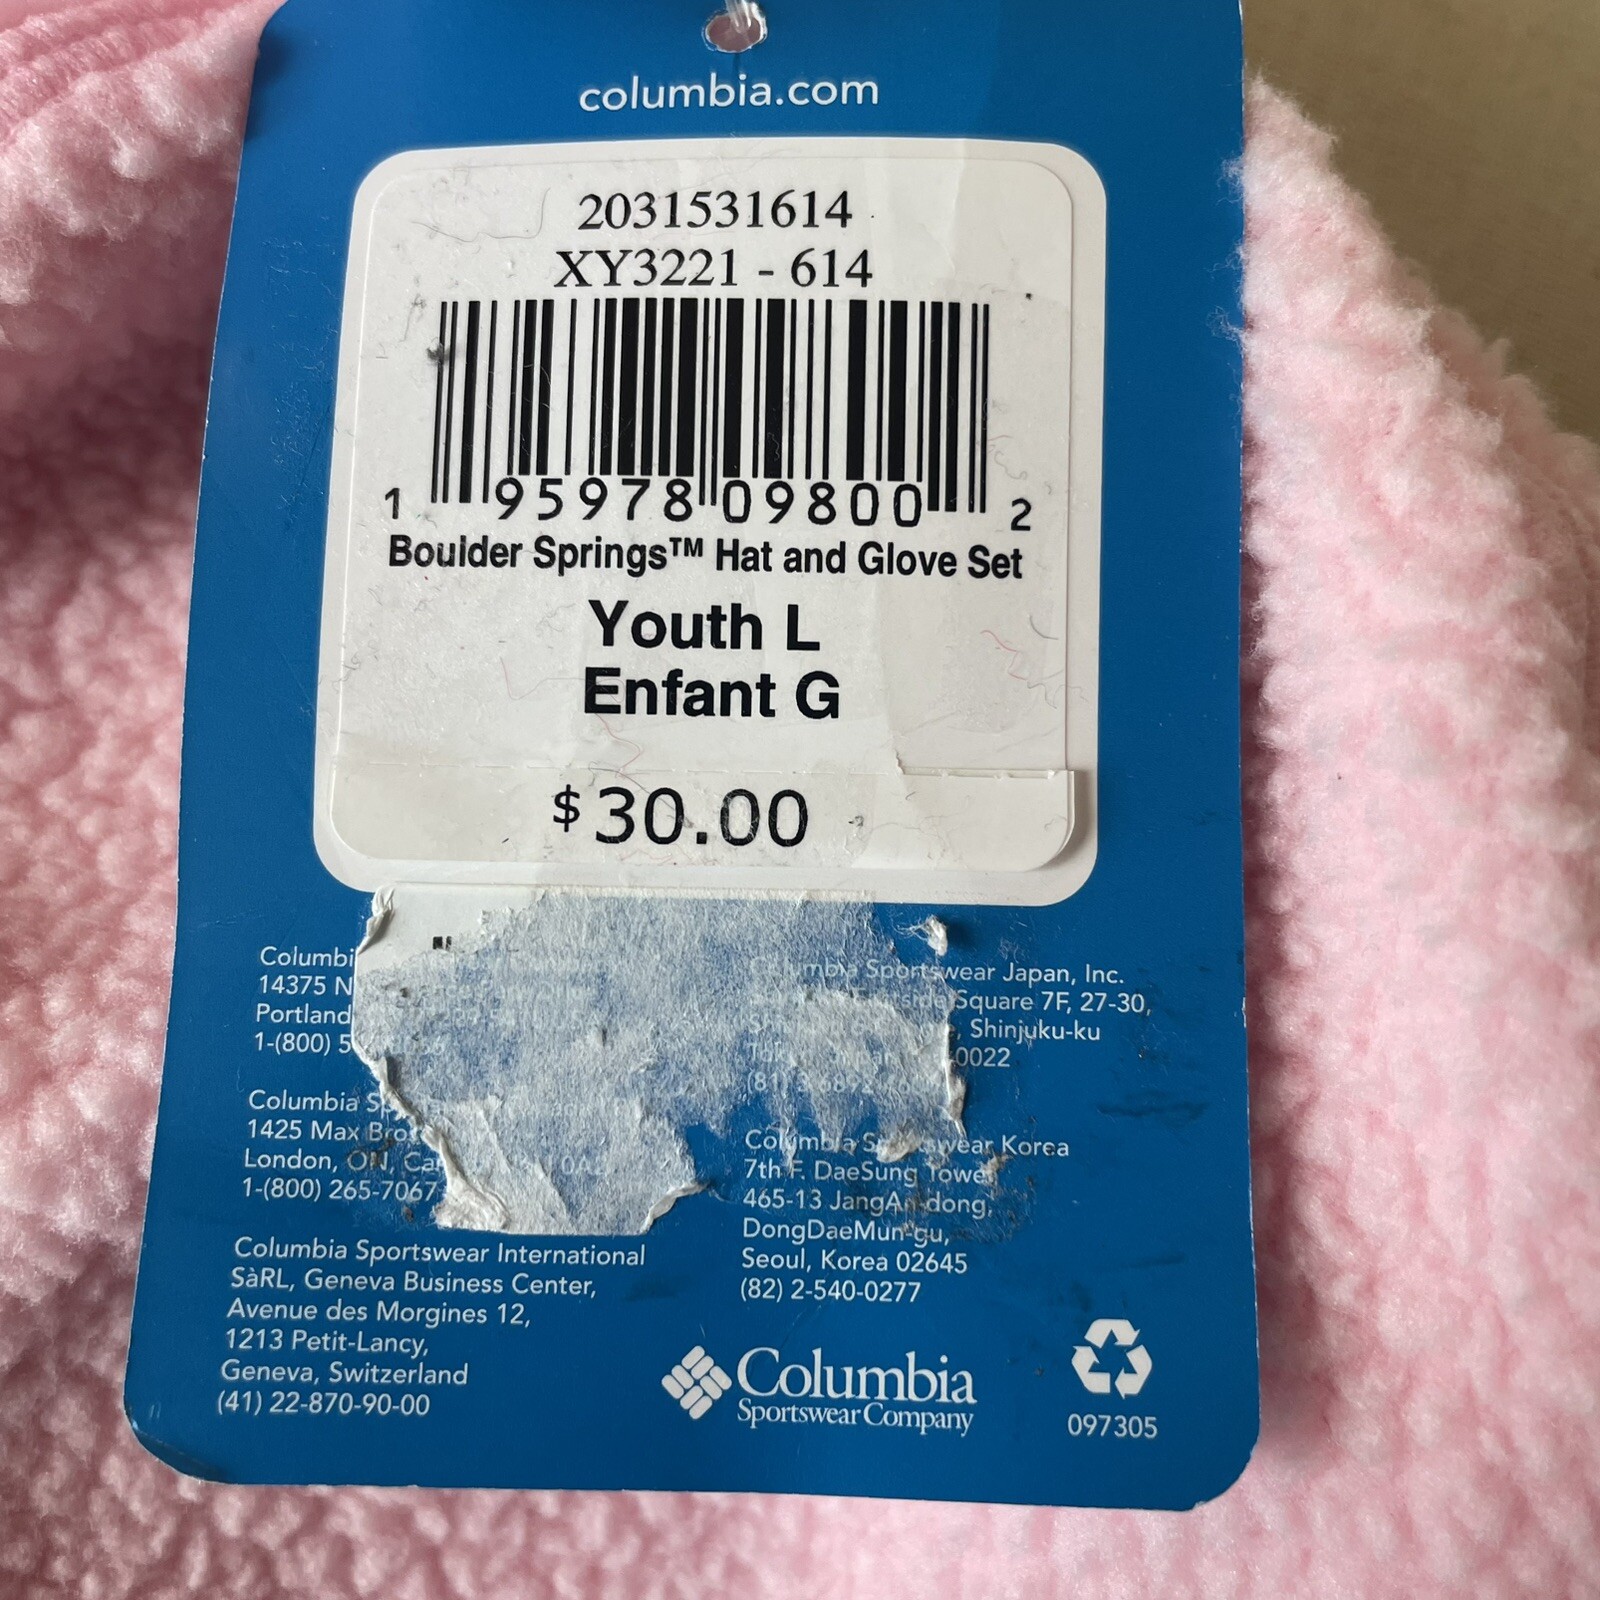 columbia.com
2031531614
XY3221 - 614
1 95978 09800 2
Boulder Springs™ Hat and Glove Set
Youth L
Enfant G
$30.00
Columbi
14375 N
Portland
1-(800) 5
Columbia Sp
1425 Max Bro
London, ON, Ca
1-(800) 265-7067
Columbia Sportswear International
SàRL, Geneva Business Center,
Avenue des Morgines 12,
1213 Petit-Lancy,
Geneva, Switzerland
(41) 22-870-90-00
Columbia Sportswear Japan, Inc.
Square 7F, 27-30,
Shinjuku-ku
0022
Columbia Sportswear Korea
7th F. DaeSung Tower
465-13 JangAn-dong,
DongDaeMun-gu,
Seoul, Korea 02645
(82) 2-540-0277
Columbia
Sportswear Company
097305